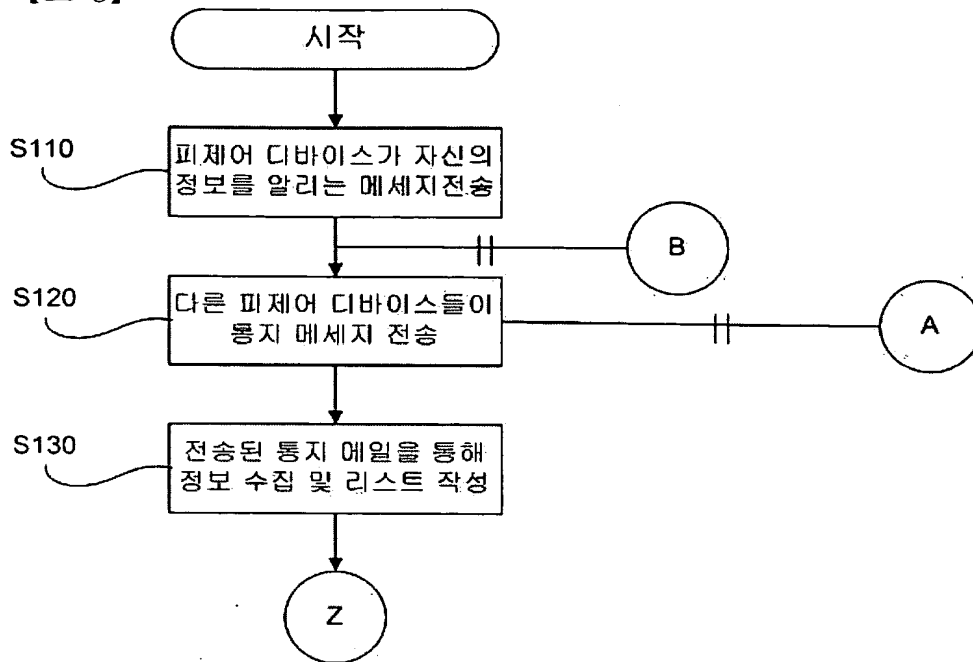 시작
S110
피제어 디바이스가 자신의
정보를 알리는 메세지전송
B
S120
다른 피제어 디바이스들이
통지 메세지 전송
A
S130
전송된 통지 메일을 통해
정보 수집 및 리스트 작성
Z